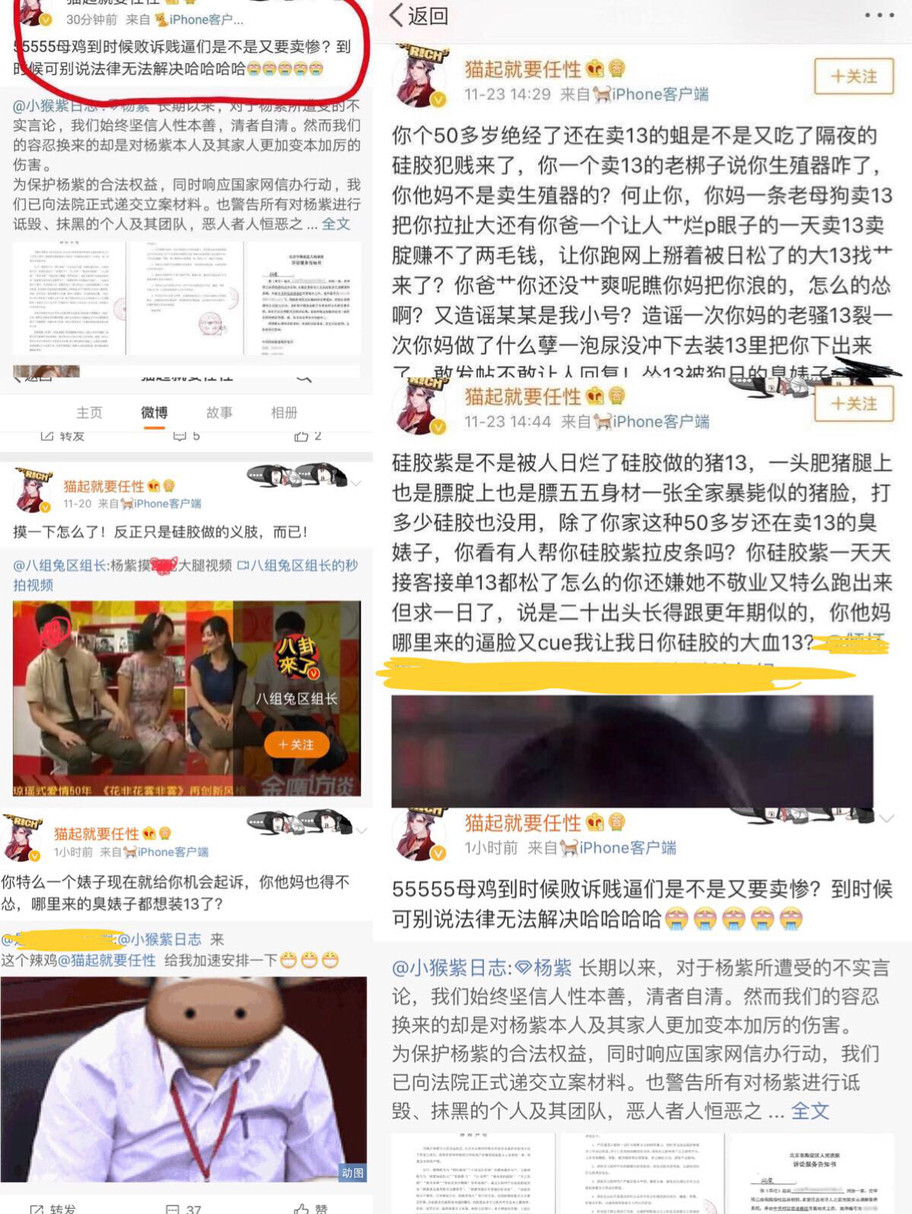 30分钟前 来自 iPhone客户...
55555母鸡到时候败诉贱逼们是不是又要卖惨？到
时候可别说法律无法解决哈哈哈哈
@小猴紫日志:杨紫 长期以来，对于杨紫所遭受的不
实言论，我们始终坚信人性本善，清者自清。然而我们
的容忍换来的却是对杨紫本人及其家人更加变本加厉的
伤害。
为保护杨紫的合法权益，同时响应国家网信办行动，我
们已向法院正式递交立案材料。也警告所有对杨紫进行
诋毁、抹黑的个人及其团队，恶人者人恒恶之 ... 全文
主页 微博 故事 相册
转发 5 2
猫起就要任性
11-20 来自iPhone客户端
摸一下怎么了！反正只是硅胶做的义肢，而已！
@八组兔区组长:杨紫摸 大腿视频 八组兔区组长的秒
拍视频
八卦
來了
八组兔区组长
＋关注
琼瑶式爱情50年 《花非花雾非雾》再创新风格
金鹰访谈
猫起就要任性
1小时前 来自iPhone客户端
你特么一个婊子现在就给你机会起诉，你他妈也得不
怂，哪里来的臭婊子都想装13了？
@小猴紫日志 来
这个辣鸡@猫起就要任性 给我加速安排一下
动图
转发 37 赞
返回
RICH
猫起就要任性
＋关注
11-23 14:29 来自iPhone客户端
你个50多岁绝经了还在卖13的蛆是不是又吃了隔夜的
硅胶犯贱来了，你一个卖13的老梆子说你生殖器咋了，
你他妈不是卖生殖器的？何止你，你妈一条老母狗卖13
把你拉扯大还有你爸一个让人艹烂p眼子的一天卖13卖
腚赚不了两毛钱，让你跑网上掰着被日松了的大13找艹
来了？你爸艹你还没艹爽呢瞧你妈把你浪的，怎么的怂
啊？又造谣某某是我小号？造谣一次你妈的老骚13裂一
次你妈做了什么孽一泡尿没冲下去装13里把你下出来
了，敢发帖不敢让人回复！怂13被狗日的臭婊子
猫起就要任性
＋关注
11-23 14:44 来自iPhone客户端
硅胶紫是不是被人日烂了硅胶做的猪13，一头肥猪腿上
也是膘腚上也是膘五五身材一张全家暴毙似的猪脸，打
多少硅胶也没用，除了你家这种50多岁还在卖13的臭
婊子，你看有人帮你硅胶紫拉皮条吗？你硅胶紫一天天
接客接单13都松了怎么的你还嫌她不敬业又特么跑出来
但求一日了，说是二十出头长得跟更年期似的，你他妈
哪里来的逼脸又cue我让我日你硅胶的大血13？
猫起就要任性
1小时前 来自iPhone客户端
55555母鸡到时候败诉贱逼们是不是又要卖惨？到时候
可别说法律无法解决哈哈哈哈
@小猴紫日志:杨紫 长期以来，对于杨紫所遭受的不实言
论，我们始终坚信人性本善，清者自清。然而我们的容忍
换来的却是对杨紫本人及其家人更加变本加厉的伤害。
为保护杨紫的合法权益，同时响应国家网信办行动，我们
已向法院正式递交立案材料。也警告所有对杨紫进行诋
毁、抹黑的个人及其团队，恶人者人恒恶之 ... 全文
北京市海淀区人民法院
诉讼服务告知书